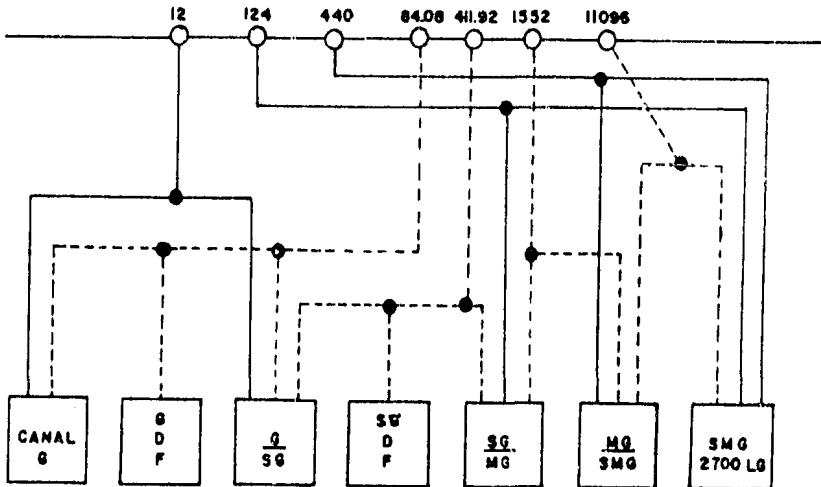 12 124 440 84.08 411.92 1552 11096
CANAL
G
G
D
F
G
SG
SG
D
F
SG
MG
MG
SMG
SMG
2700 LG